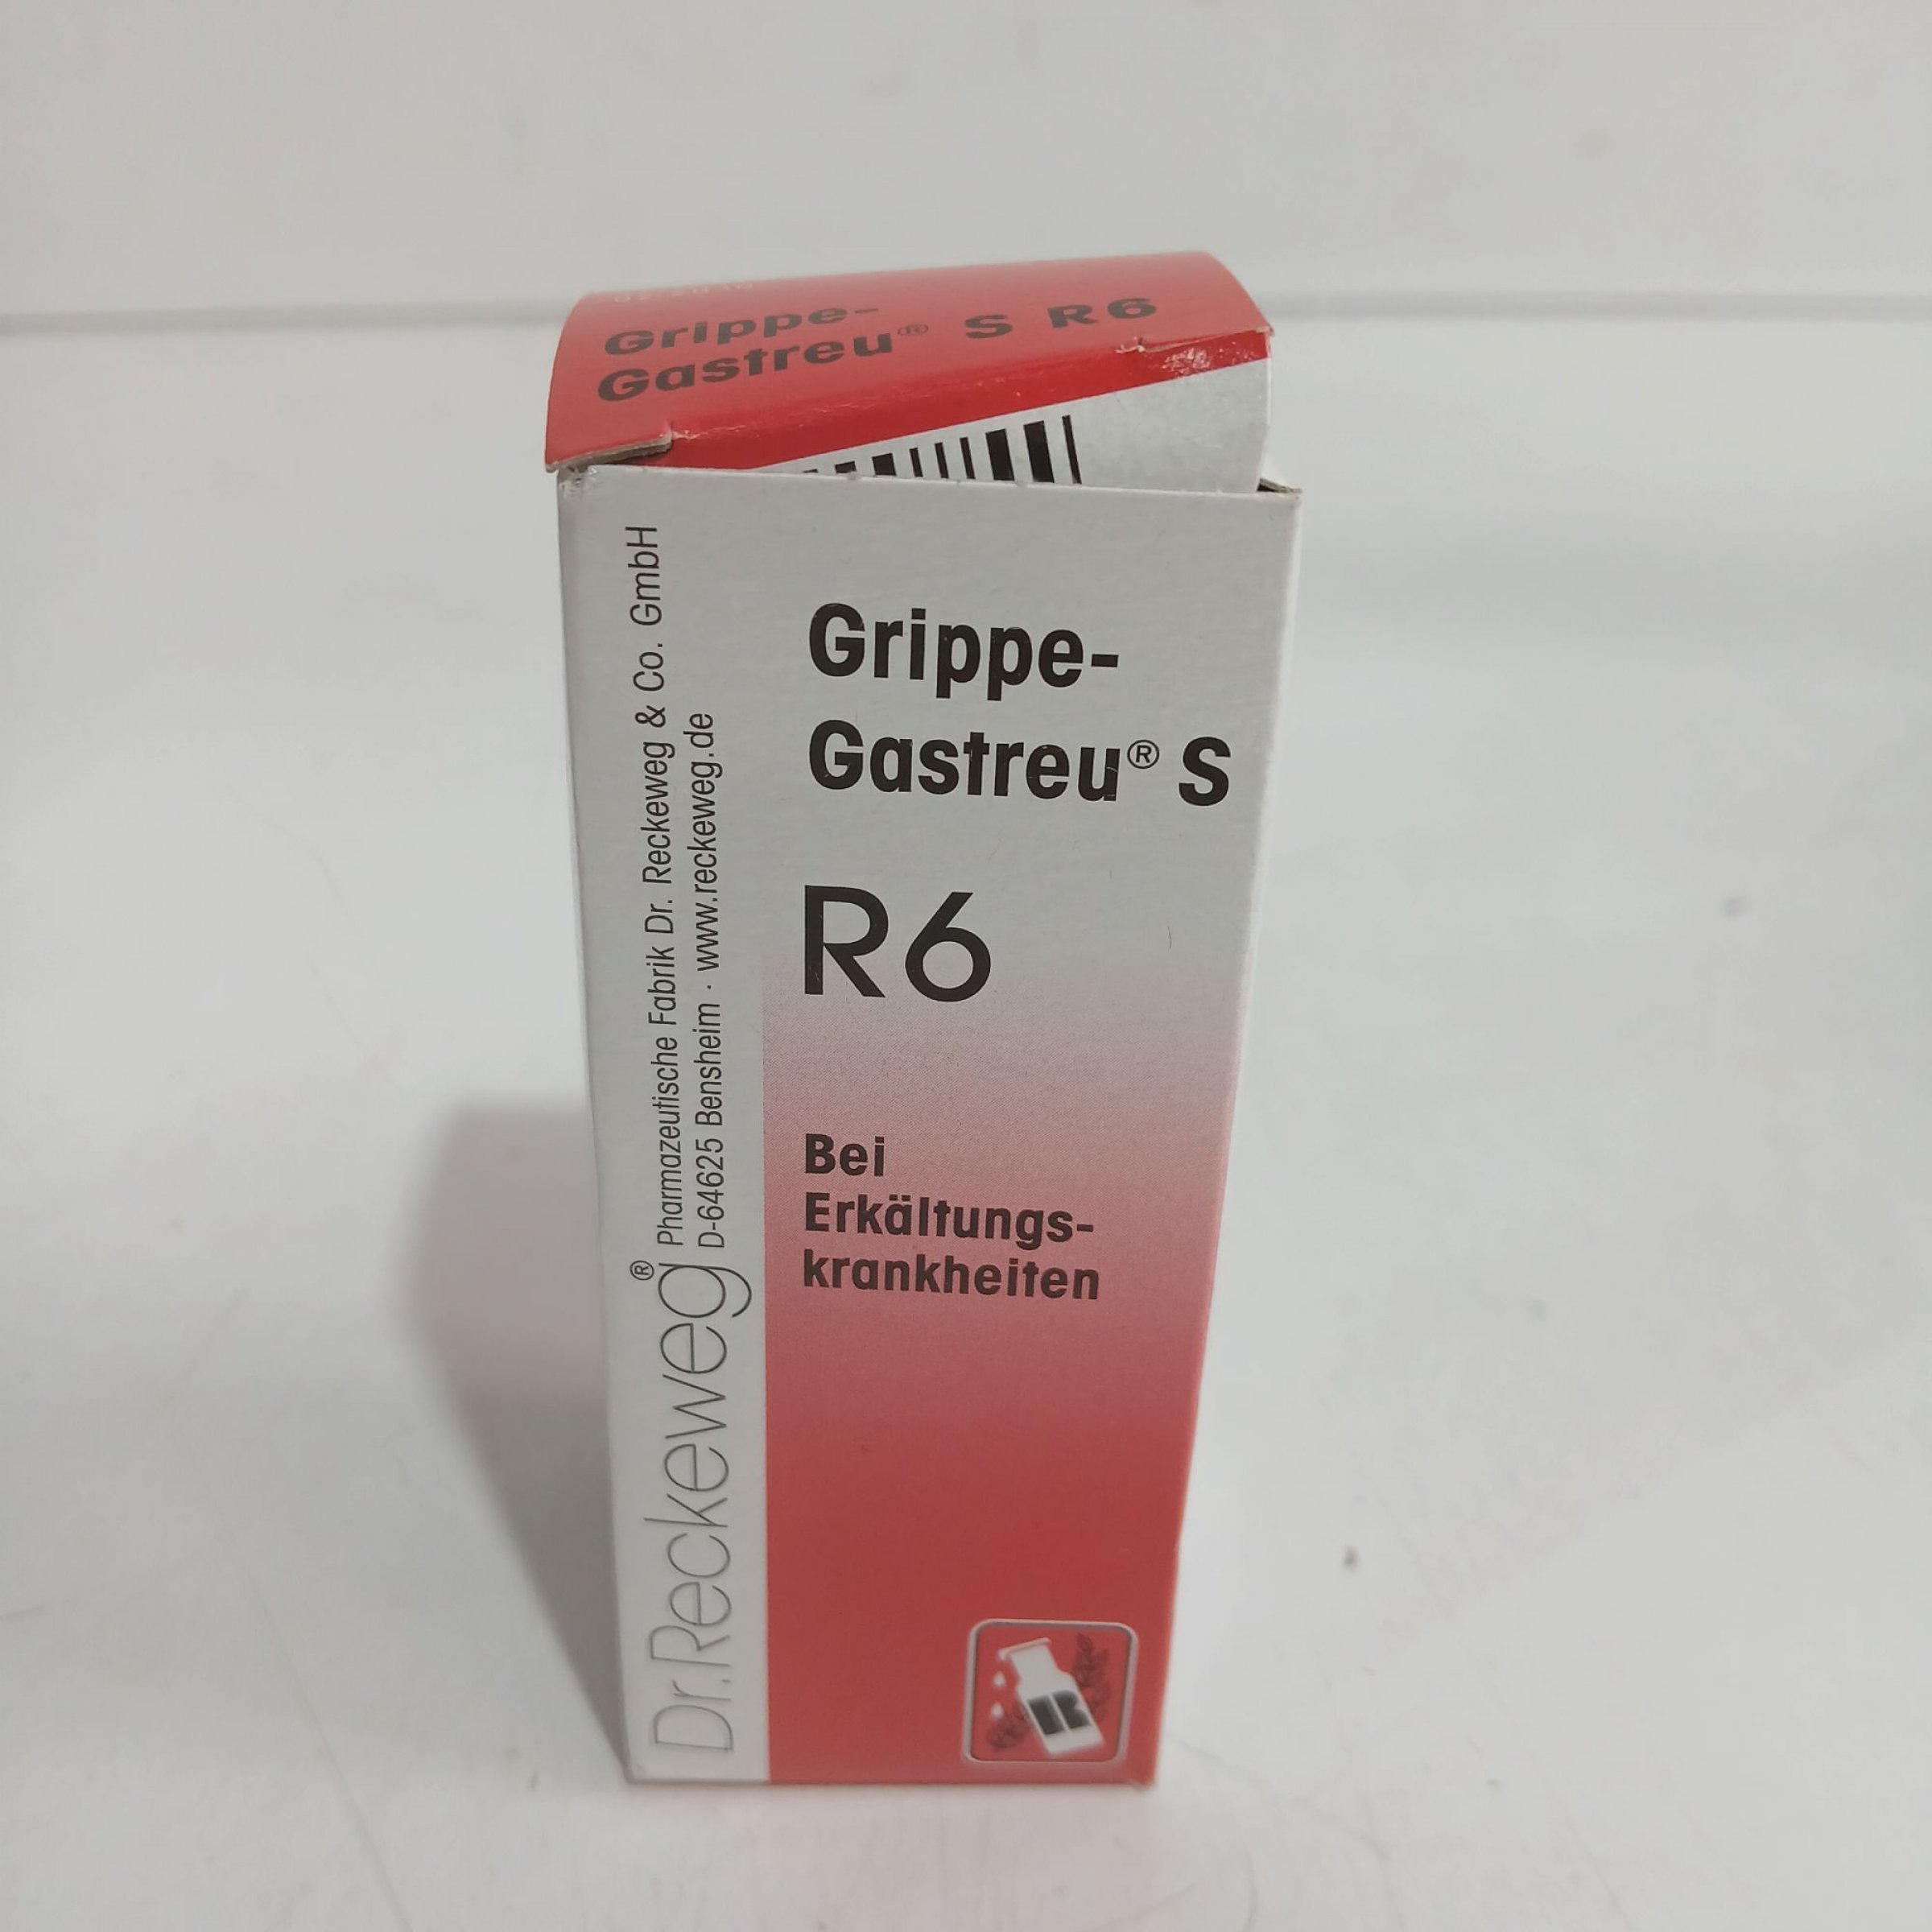 Grippe-
Gastreu® S R6
Grippe-
Gastreu® S
R6
Bei
Erkältungs-
krankheiten
Dr.Reckeweg®
Pharmazeutische Fabrik Dr. Reckeweg & Co. GmbH
D-64625 Bensheim · www.reckeweg.de
R